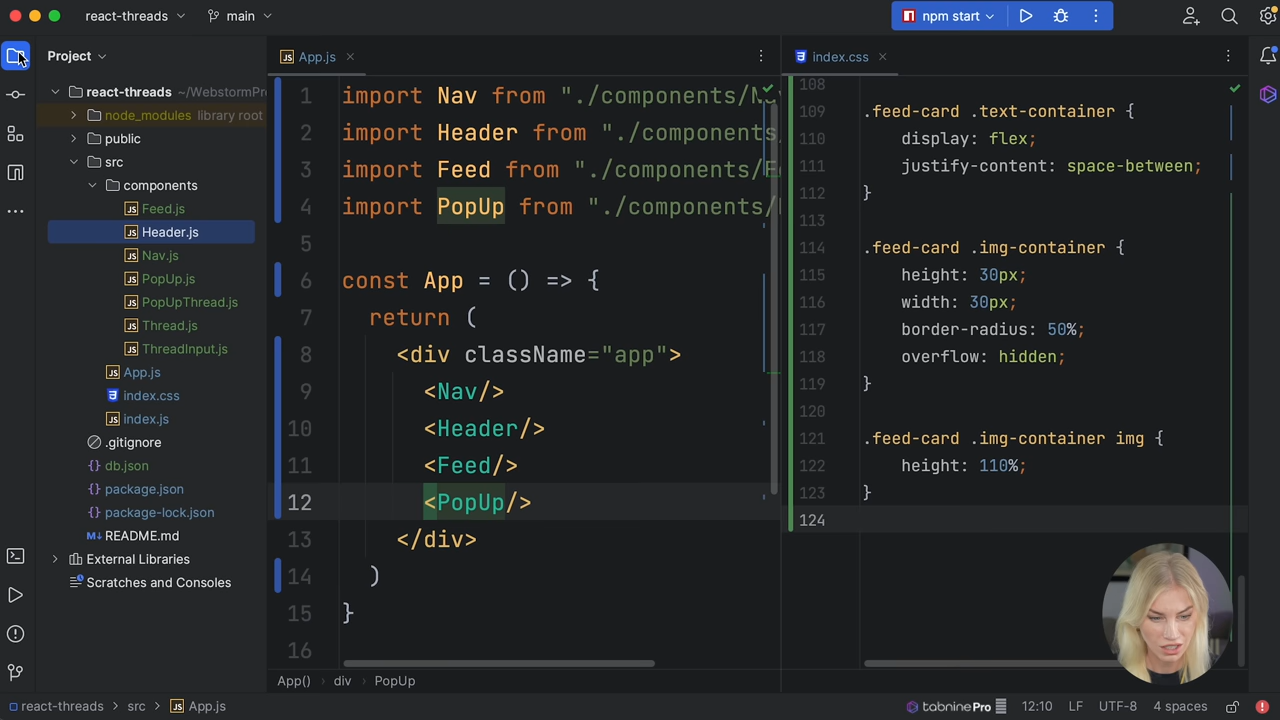 react-threads
main
npm start
Project
react-threads ~/WebstormPr
node_modules library root
public
src
components
Feed.js
Header.js
Nav.js
PopUp.js
PopUpThread.js
Thread.js
ThreadInput.js
App.js
index.css
index.js
.gitignore
db.json
package.json
package-lock.json
README.md
External Libraries
Scratches and Consoles
App.js
1 import Nav from "./components/Na
2 import Header from "./components
3 import Feed from "./components/Fe
4 import PopUp from "./components/
5
6 const App = () => {
7 return (
8 <div className="app">
9 <Nav/>
10 <Header/>
11 <Feed/>
12 <PopUp/>
13 </div>
14 )
15 }
16
App() > div > PopUp
index.css
108
109 .feed-card .text-container {
110 display: flex;
111 justify-content: space-between;
112 }
113
114 .feed-card .img-container {
115 height: 30px;
116 width: 30px;
117 border-radius: 50%;
118 overflow: hidden;
119 }
120
121 .feed-card .img-container img {
122 height: 110%;
123 }
124
react-threads > src > App.js
tabnine Pro 12:10 LF UTF-8 4 spaces